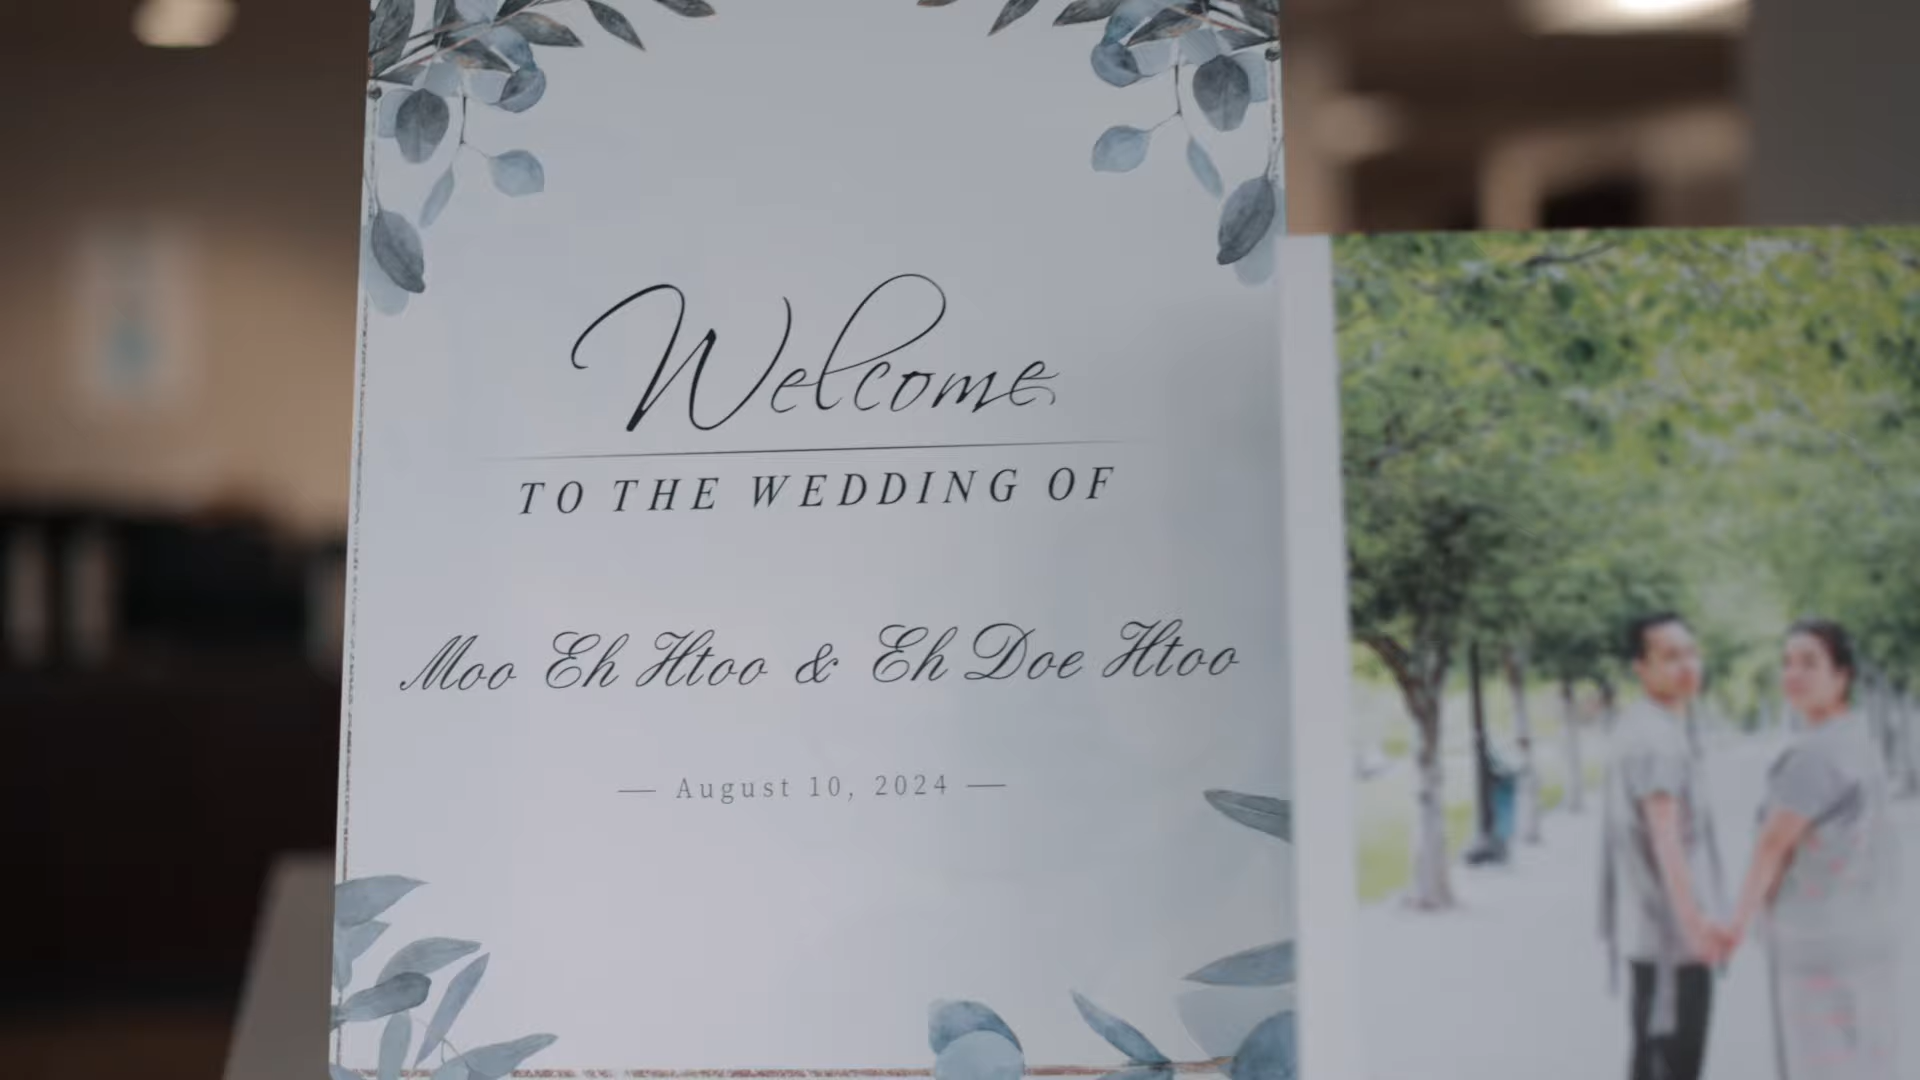 Welcome
TO THE WEDDING OF
Moo Eh Htoo & Eh Doe Htoo
— August 10, 2024 —